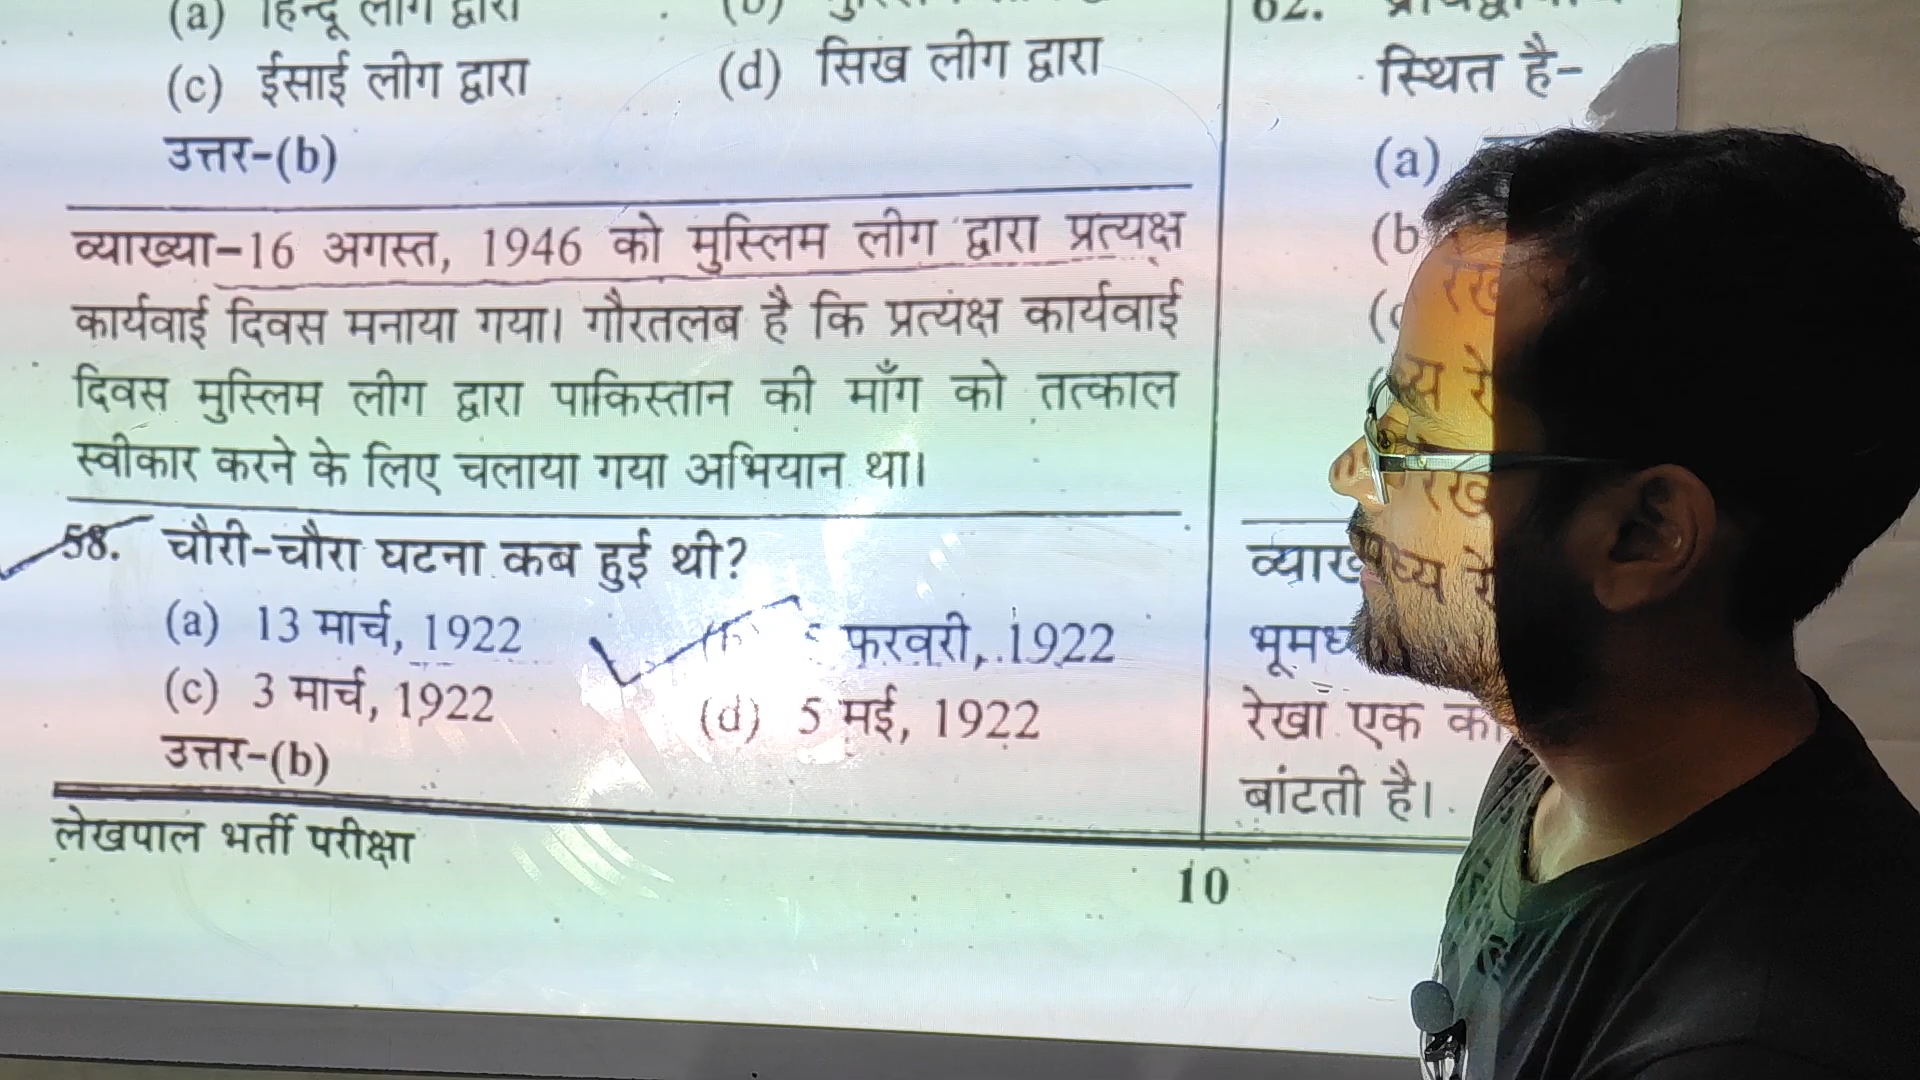 (a) हिन्दू लीग द्वारा
(c) ईसाई लीग द्वारा (d) सिख लीग द्वारा
उत्तर-(b)
व्याख्या-16 अगस्त, 1946 को मुस्लिम लीग द्वारा प्रत्यक्ष
कार्यवाई दिवस मनाया गया। गौरतलब है कि प्रत्यक्ष कार्यवाई
दिवस मुस्लिम लीग द्वारा पाकिस्तान की माँग को तत्काल
स्वीकार करने के लिए चलाया गया अभियान था।
58. चौरी-चौरा घटना कब हुई थी?
(a) 13 मार्च, 1922 फरवरी, 1922
(c) 3 मार्च, 1922 (d) 5 मई, 1922
उत्तर-(b)
लेखपाल भर्ती परीक्षा
10
62.
स्थित है-
(a)
(b
रेखा एक का
बांटती है।